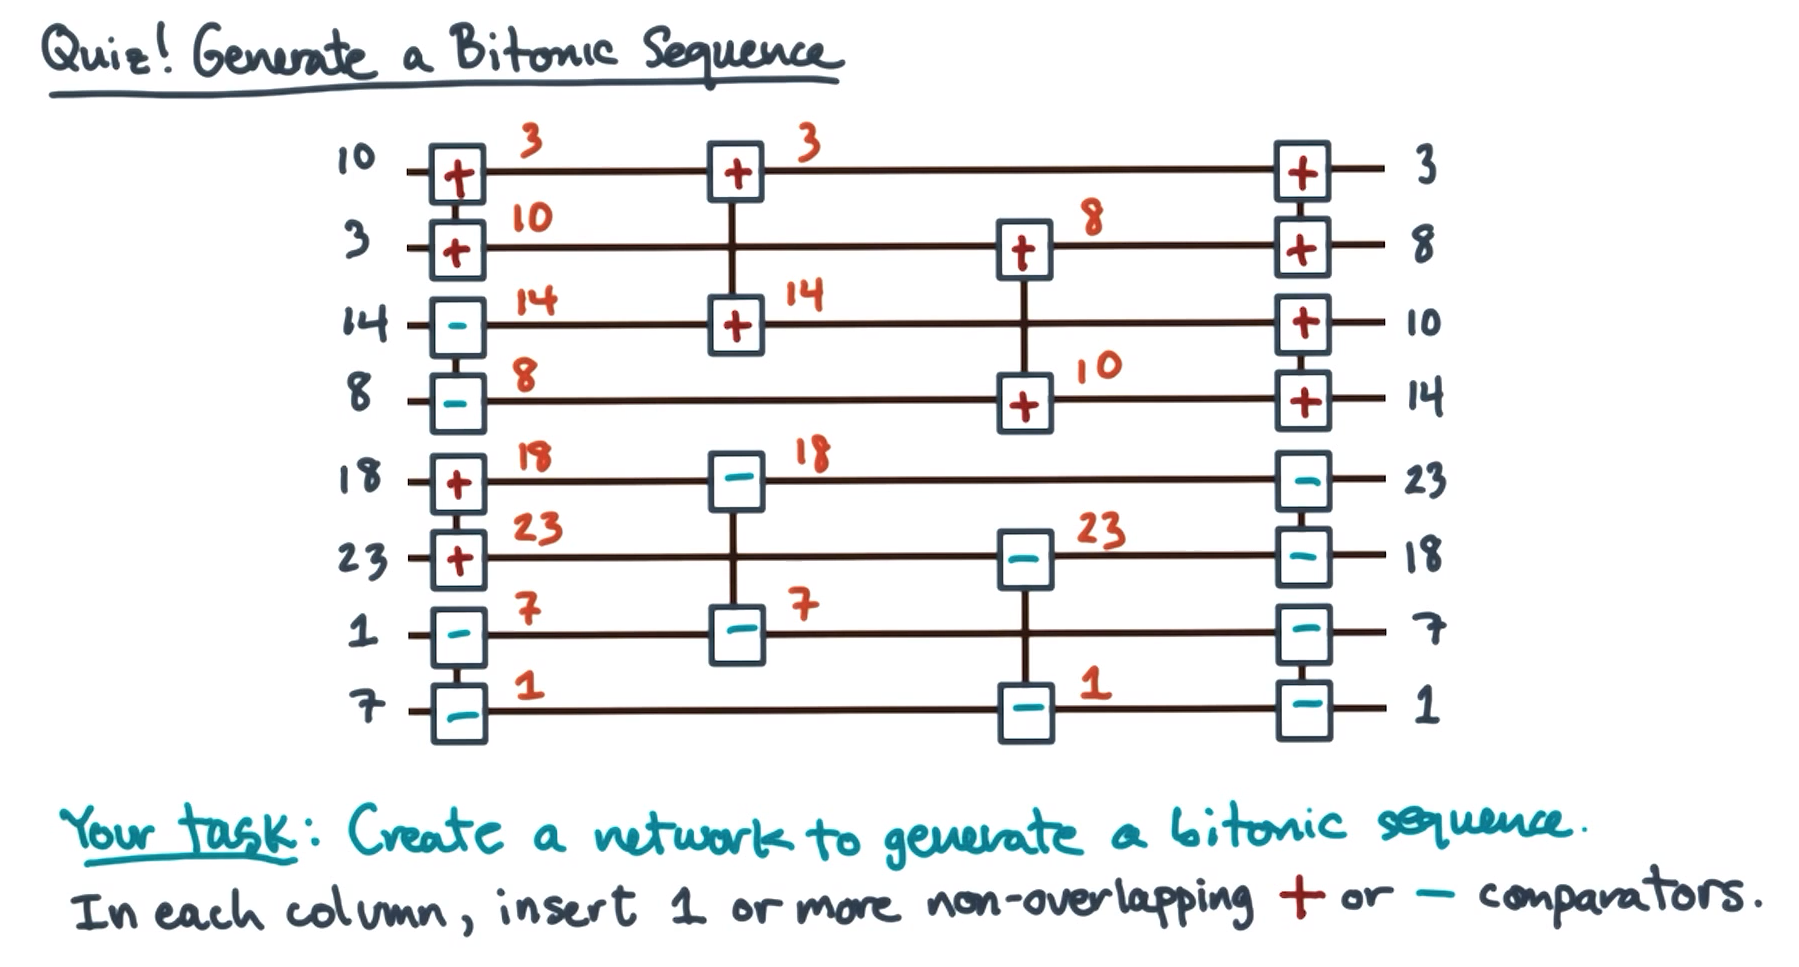 Quiz! Generate a Bitonic Sequence
10 + 3 + 3 + 3
3 + 10 + 8 + 8
14 - 14 + 14 + 10
8 - 8 + 10 + 14
18 + 18 - 18 - 23
23 + 23 - 23 - 18
1 - 7 - 7 - 7
7 - 1 - 1 - 1
Your task: Create a network to generate a bitonic sequence.
In each column, insert 1 or more non-overlapping + or - comparators.